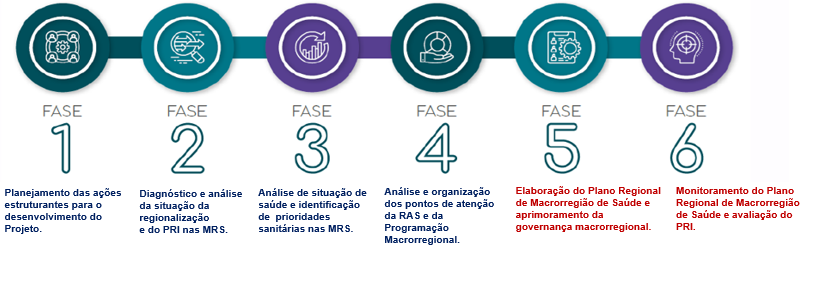 FASE
1
Planejamento das ações
estruturantes para o
desenvolvimento do
Projeto.
FASE
2
Diagnóstico e análise
da situação da
regionalização
e do PRI nas MRS.
FASE
3
Análise de situação de
saúde e identificação
de prioridades
sanitárias nas MRS.
FASE
4
Análise e organização
dos pontos de atenção
da RAS e da
Programação
Macrorregional.
FASE
5
Elaboração do Plano Regional
de Macrorregião de Saúde e
aprimoramento da
governança macrorregional.
FASE
6
Monitoramento do Plano
Regional de Macrorregião
de Saúde e avaliação do
PRI.